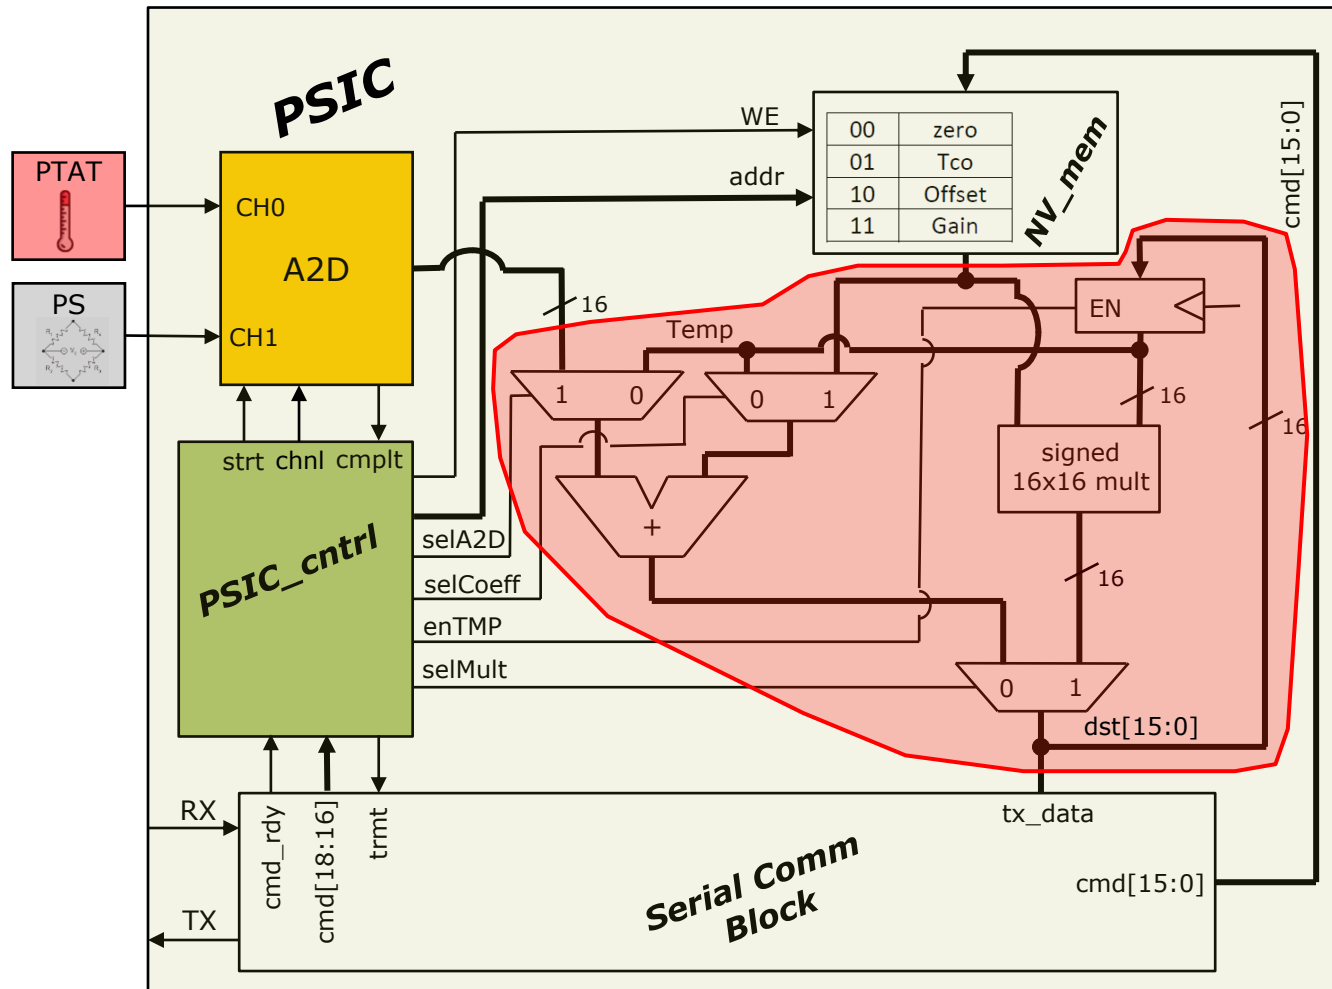 PSIC
PTAT
CH0
A2D
CH1
PS
WE
addr
00 zero
01 Tco
10 Offset
11 Gain
NV_mem
cmd[15:0]
16
EN
Temp
1 0
0 1
16
16
signed
16x16 mult
+
16
strt chnl cmplt
PSIC_cntrl
selA2D
selCoeff
enTMP
selMult
0 1
dst[15:0]
RX
TX
cmd_rdy
cmd[18:16]
trmt
tx_data
cmd[15:0]
Serial Comm
Block